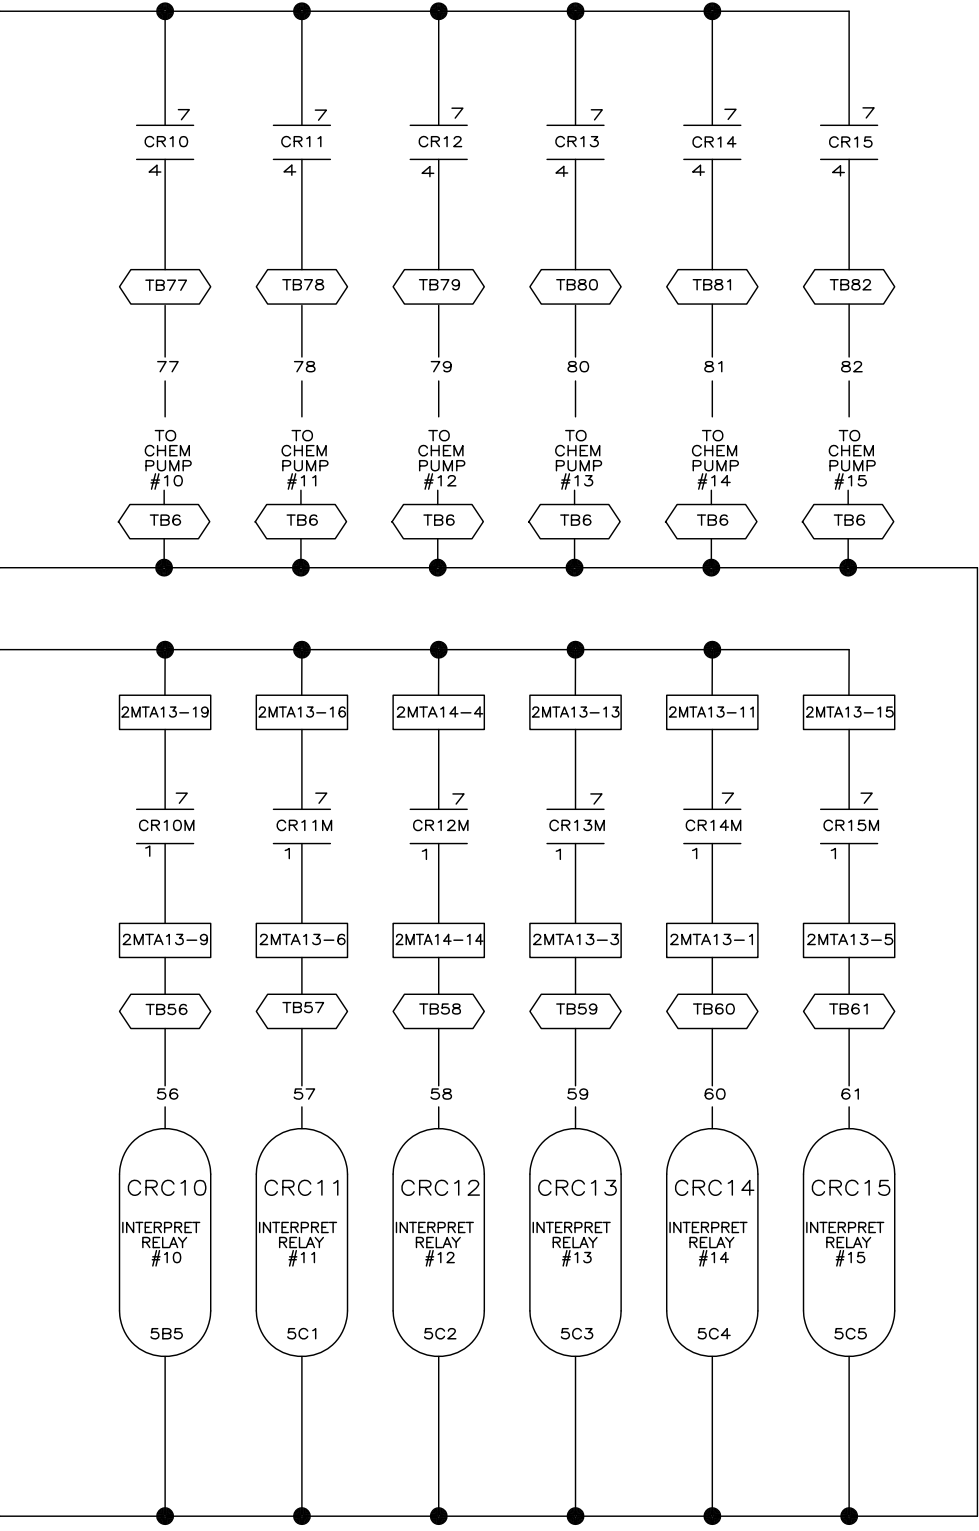 7 7 7 7 7 7
CR10 CR11 CR12 CR13 CR14 CR15
4 4 4 4 4 4
TB77 TB78 TB79 TB80 TB81 TB82
77 78 79 80 81 82
TO TO TO TO TO TO
CHEM CHEM CHEM CHEM CHEM CHEM
PUMP PUMP PUMP PUMP PUMP PUMP
#10 #11 #12 #13 #14 #15
TB6 TB6 TB6 TB6 TB6 TB6
2MTA13-19 2MTA13-16 2MTA14-4 2MTA13-13 2MTA13-11 2MTA13-15
7 7 7 7 7 7
CR10M CR11M CR12M CR13M CR14M CR15M
1 1 1 1 1 1
2MTA13-9 2MTA13-6 2MTA14-14 2MTA13-3 2MTA13-1 2MTA13-5
TB56 TB57 TB58 TB59 TB60 TB61
56 57 58 59 60 61
CRC10 CRC11 CRC12 CRC13 CRC14 CRC15
INTERPRET INTERPRET INTERPRET INTERPRET INTERPRET INTERPRET
RELAY RELAY RELAY RELAY RELAY RELAY
#10 #11 #12 #13 #14 #15
5B5 5C1 5C2 5C3 5C4 5C5